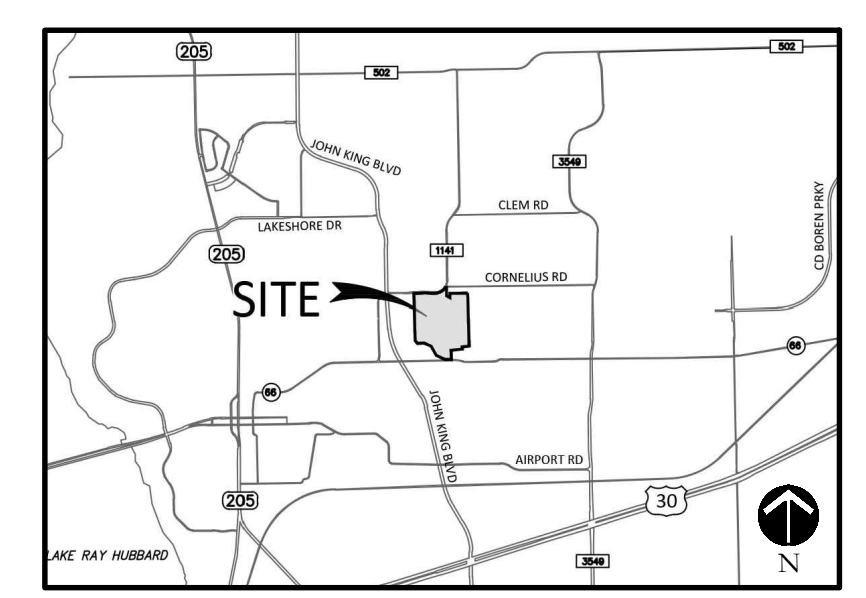 205
502
502
JOHN KING BLVD
3549
CD BOREN PRKY
CLEM RD
LAKESHORE DR
205
1141
CORNELIUS RD
SITE
66
66
JOHN KING BLVD
AIRPORT RD
205
30
LAKE RAY HUBBARD
3549
N